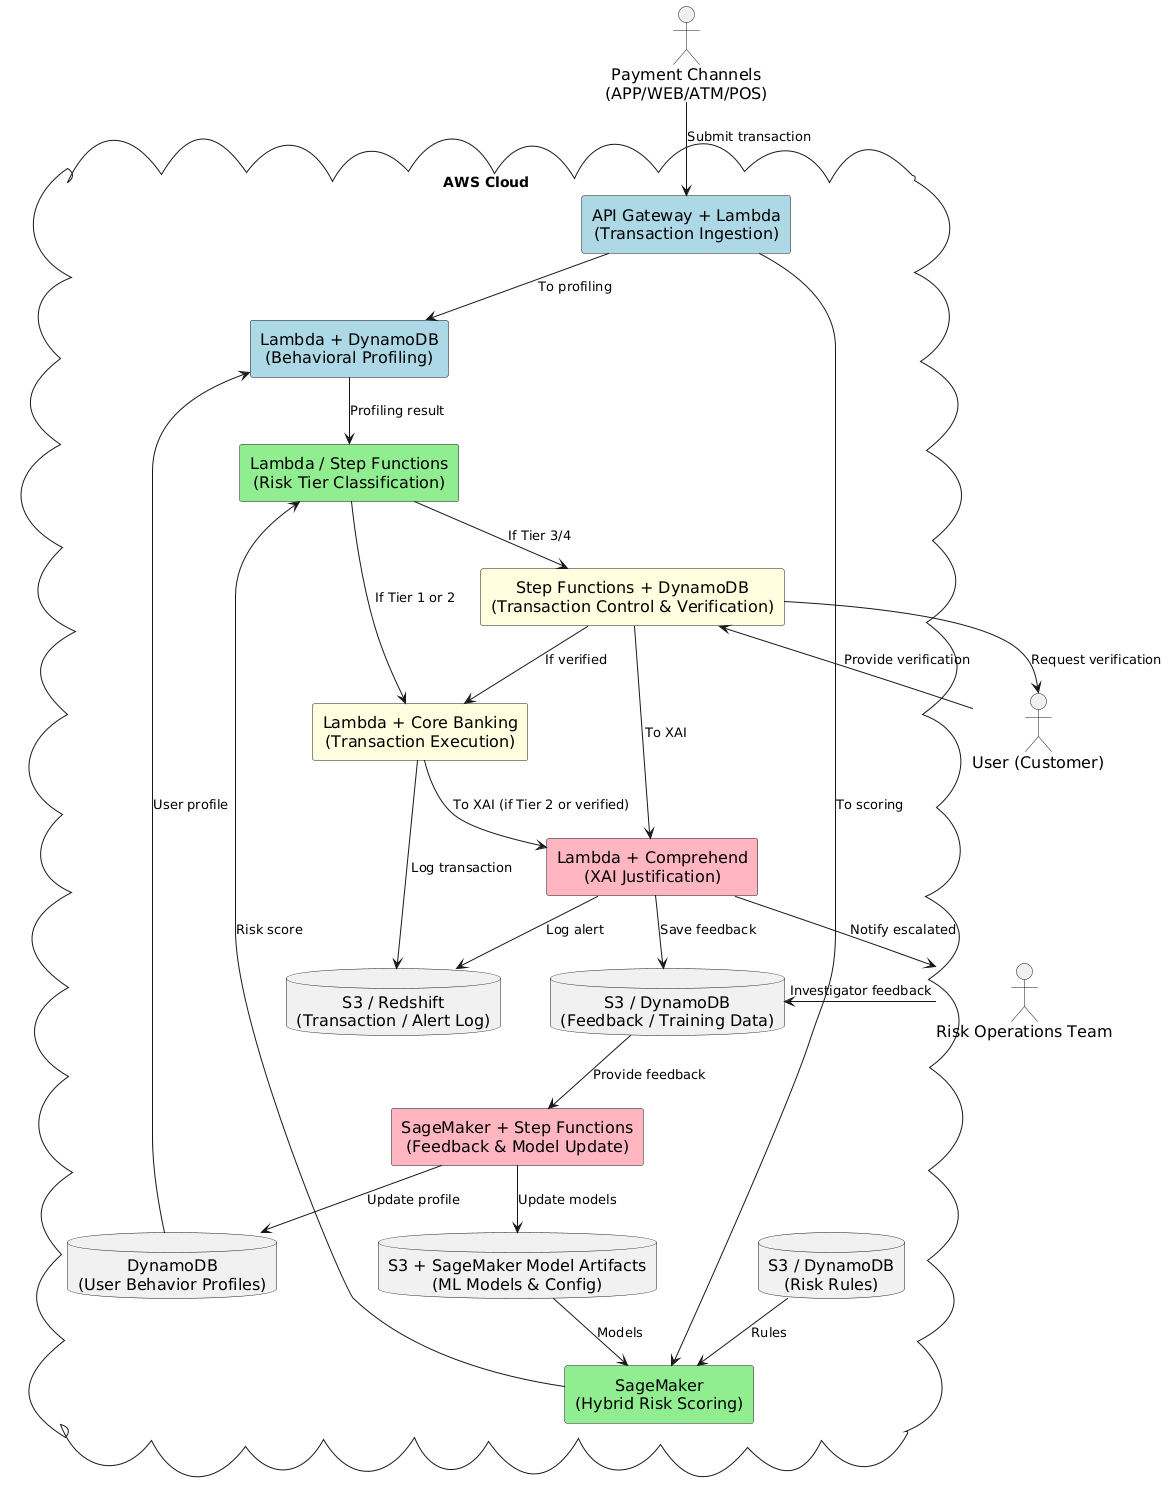 Payment Channels
(APP/WEB/ATM/POS)
Submit transaction
AWS Cloud
API Gateway + Lambda
(Transaction Ingestion)
To profiling
Lambda + DynamoDB
(Behavioral Profiling)
Profiling result
Lambda / Step Functions
(Risk Tier Classification)
If Tier 3/4
Step Functions + DynamoDB
(Transaction Control & Verification)
If Tier 1 or 2
If verified
Provide verification
Request verification
Lambda + Core Banking
(Transaction Execution)
To XAI
User (Customer)
User profile
To XAI (if Tier 2 or verified)
To scoring
Lambda + Comprehend
(XAI Justification)
Log transaction
Risk score
Log alert
Save feedback
Notify escalated
S3 / Redshift
(Transaction / Alert Log)
S3 / DynamoDB
(Feedback / Training Data)
Investigator feedback
Risk Operations Team
Provide feedback
SageMaker + Step Functions
(Feedback & Model Update)
Update profile
Update models
DynamoDB
(User Behavior Profiles)
S3 + SageMaker Model Artifacts
(ML Models & Config)
S3 / DynamoDB
(Risk Rules)
Models
Rules
SageMaker
(Hybrid Risk Scoring)